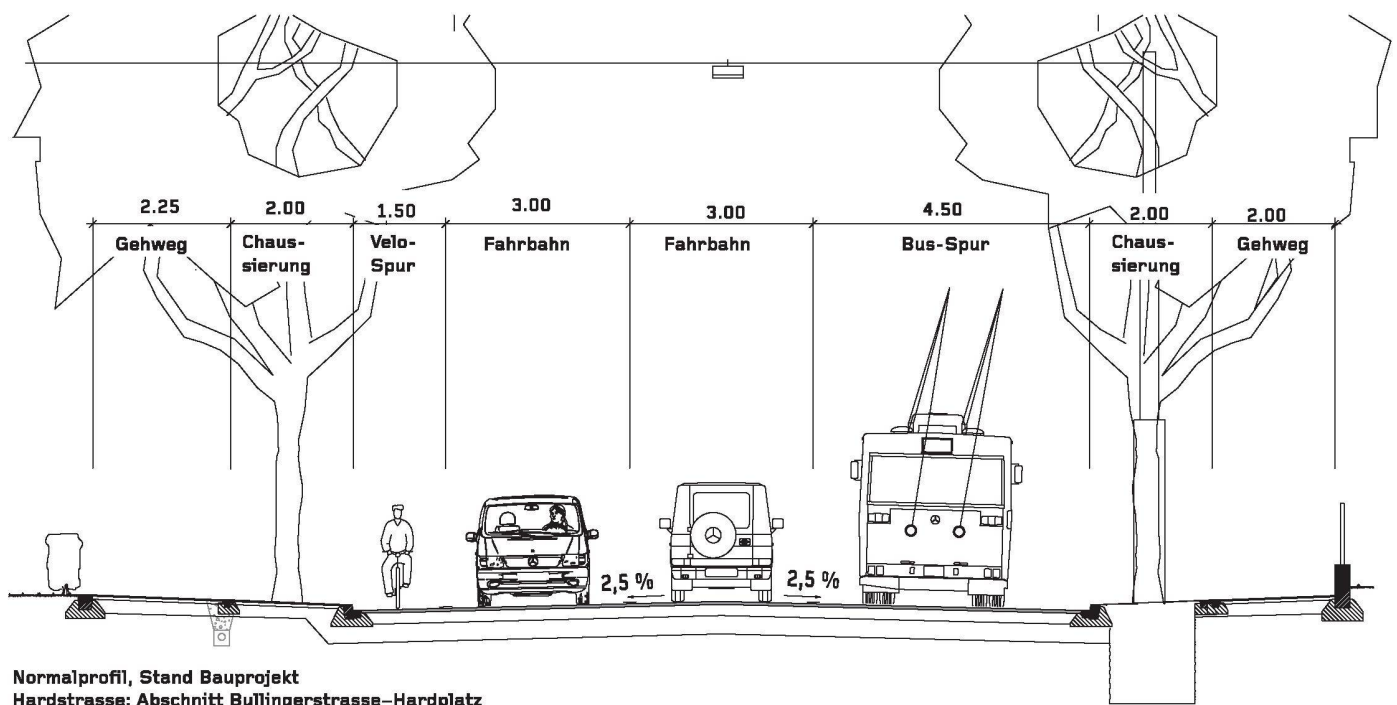 2.25 2.00 1.50 3.00 3.00 4.50 2.00 2.00
Gehweg Chaus- Velo- Fahrbahn Fahrbahn Bus-Spur Chaus- Gehweg
sierung Spur sierung
2,5 % 2,5 %
Normalprofil, Stand Bauprojekt
Hardstrasse: Abschnitt Bullingerstrasse–Hardplatz